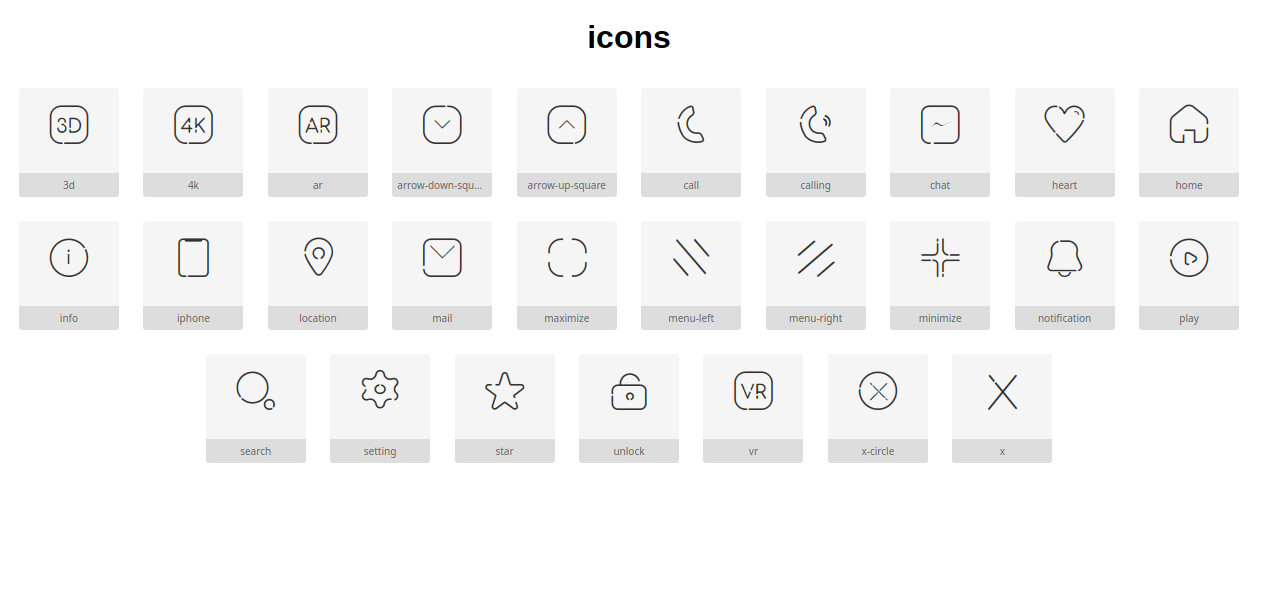 icons
3D 4K AR
3d 4k ar arrow-down-squ... arrow-up-square call calling chat heart home
i
info iphone location mail maximize menu-left menu-right minimize notification play
VR
search setting star unlock vr x-circle x